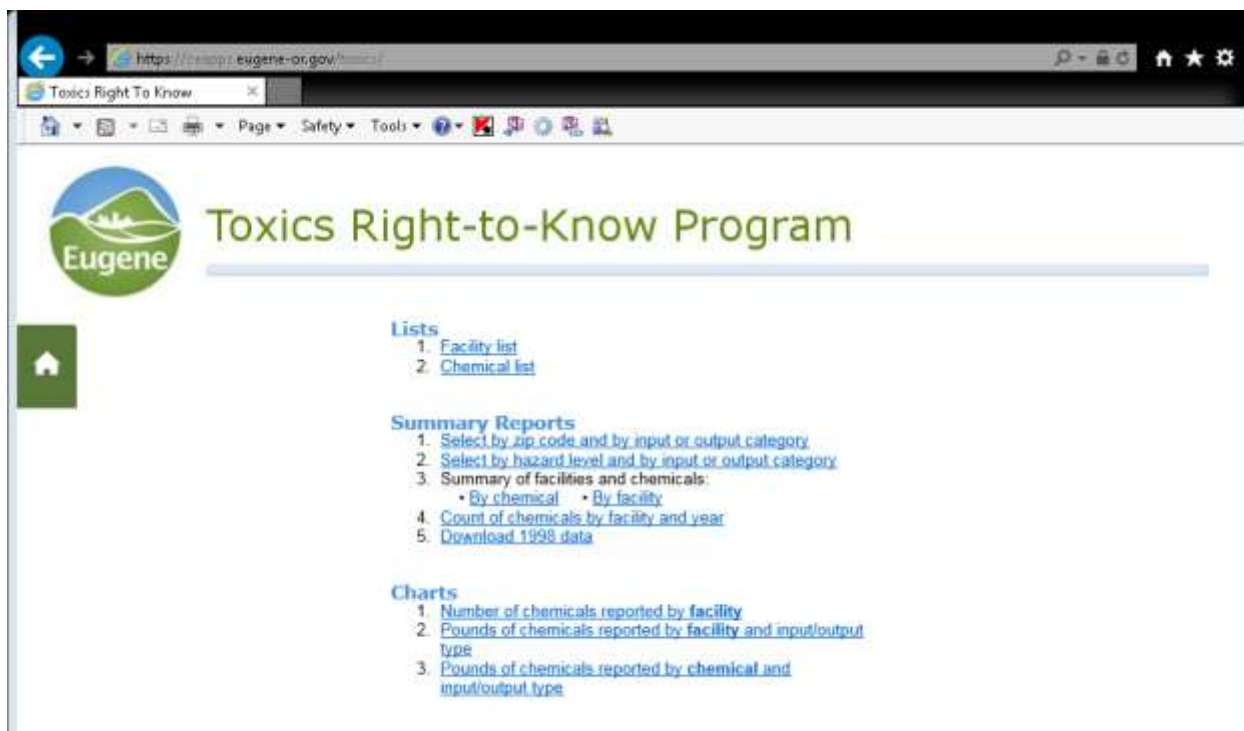 https:// eugene-or.gov/toxics/
Toxics Right To Know
Page Safety Tools
Eugene
Toxics Right-to-Know Program
Lists
1. Facility list
2. Chemical list
Summary Reports
1. Select by zip code and by input or output category
2. Select by hazard level and by input or output category
3. Summary of facilities and chemicals:
• By chemical • By facility
4. Count of chemicals by facility and year
5. Download 1998 data
Charts
1. Number of chemicals reported by facility
2. Pounds of chemicals reported by facility and input/output
type
3. Pounds of chemicals reported by chemical and
input/output type